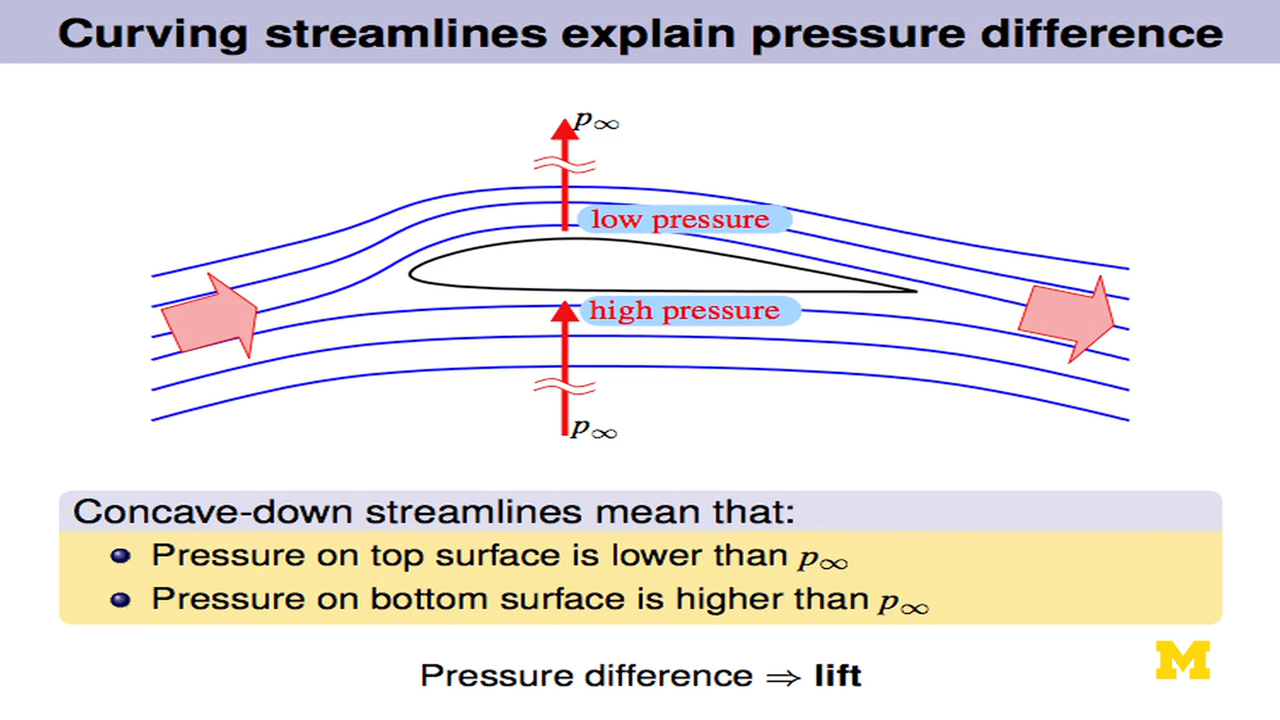 Curving streamlines explain pressure difference
p∞
low pressure
high pressure
p∞
Concave-down streamlines mean that:
Pressure on top surface is lower than p∞
Pressure on bottom surface is higher than p∞
M
Pressure difference ⇒ lift